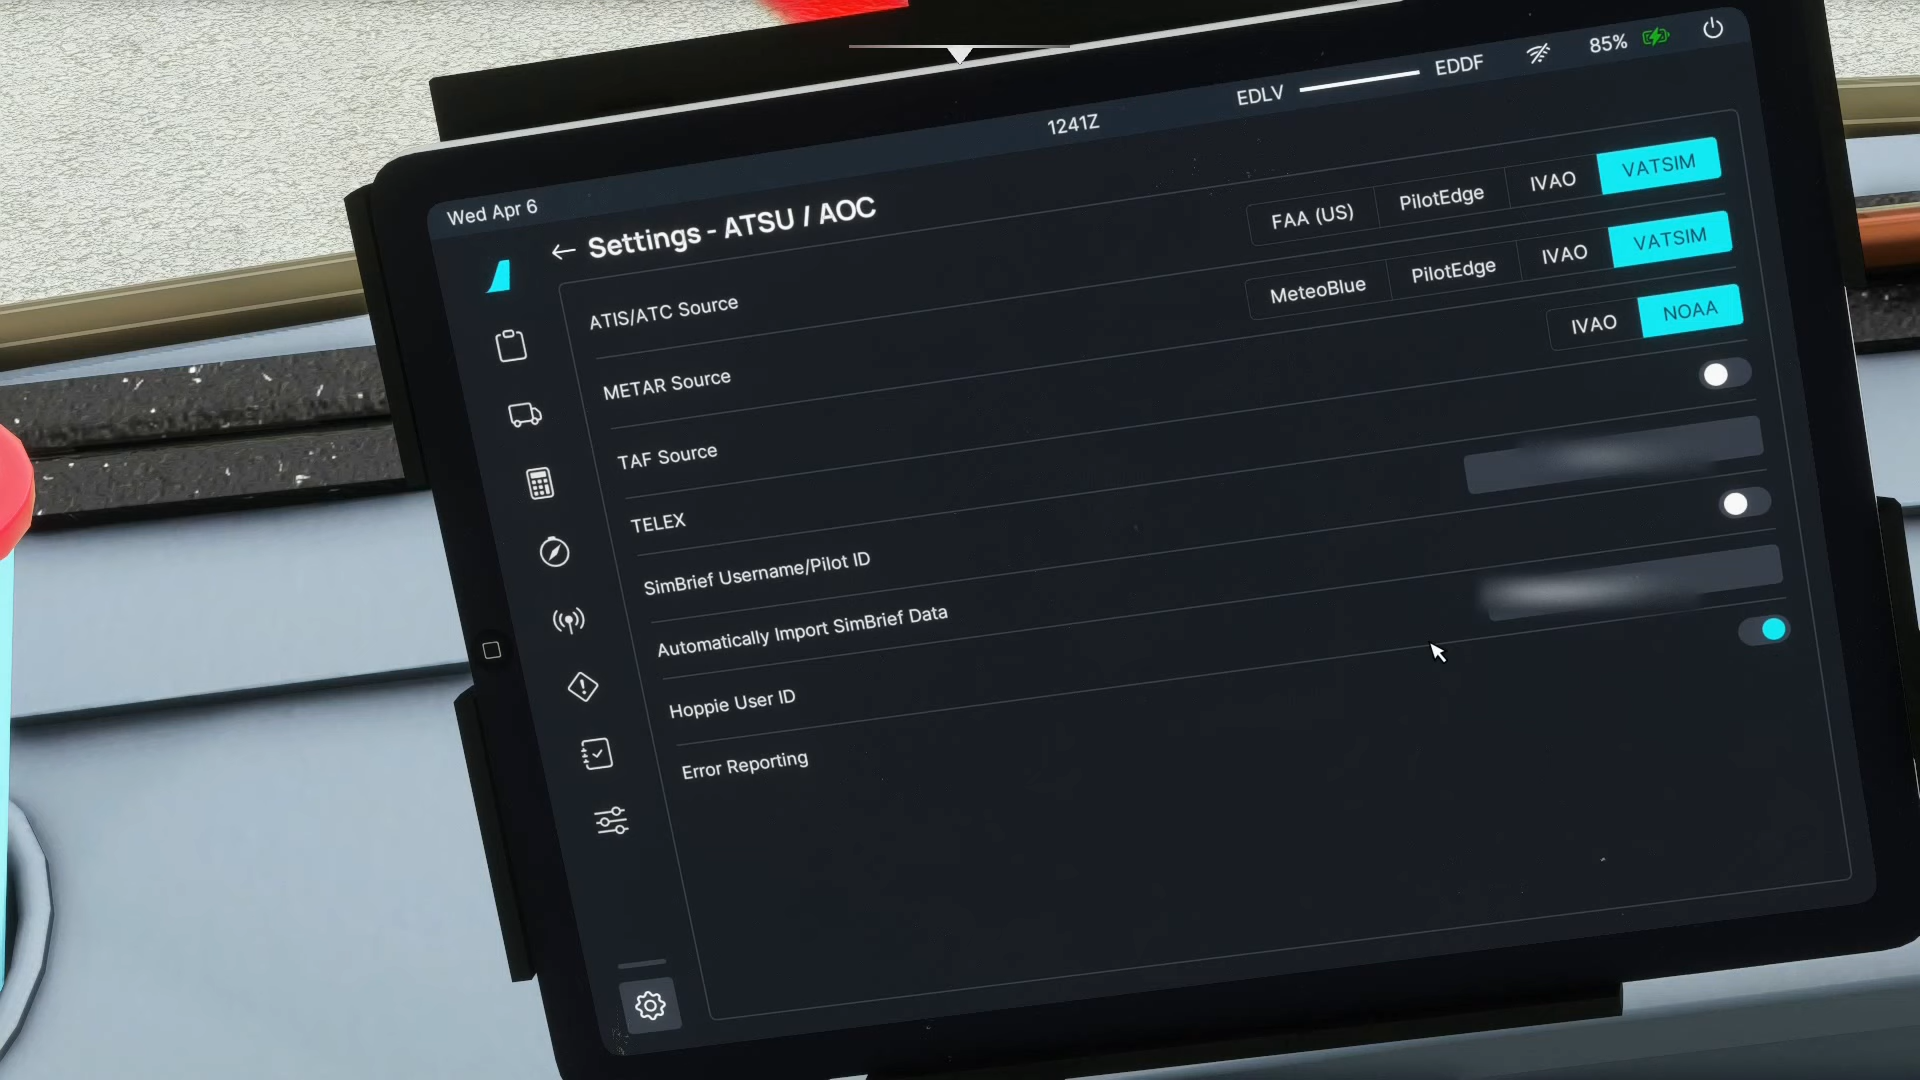 Wed Apr 6
1241Z
EDLV
EDDF
85%
Settings - ATSU / AOC
ATIS/ATC Source
FAA (US)
PilotEdge
IVAO
VATSIM
METAR Source
MeteoBlue
PilotEdge
IVAO
VATSIM
TAF Source
IVAO
NOAA
TELEX
SimBrief Username/Pilot ID
Automatically Import SimBrief Data
Hoppie User ID
Error Reporting